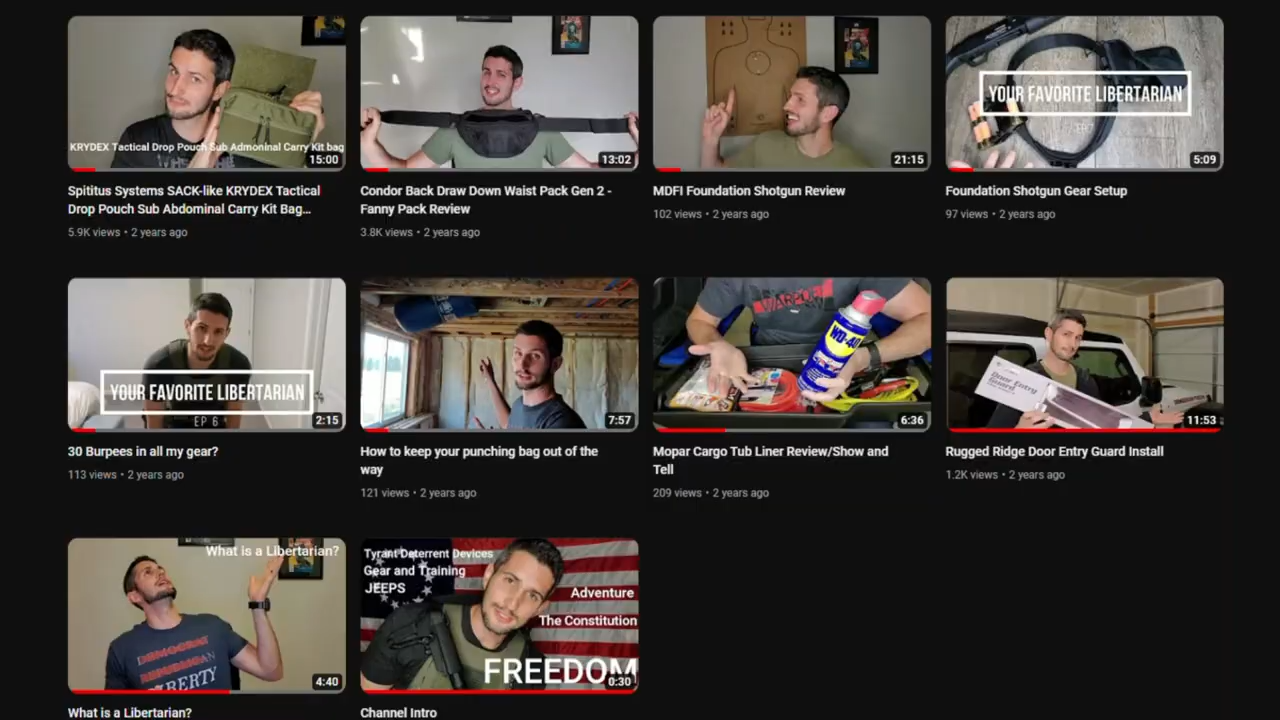 KRYDEX Tactical Drop Pouch Sub Admoninal Carry Kit bag
15:00
Spititus Systems SACK-like KRYDEX Tactical
Drop Pouch Sub Abdominal Carry Kit Bag...
5.9K views • 2 years ago
13:02
Condor Back Draw Down Waist Pack Gen 2 -
Fanny Pack Review
3.8K views • 2 years ago
21:15
MDFI Foundation Shotgun Review
102 views • 2 years ago
YOUR FAVORITE LIBERTARIAN
5:09
Foundation Shotgun Gear Setup
97 views • 2 years ago
YOUR FAVORITE LIBERTARIAN
EP 6
2:15
30 Burpees in all my gear?
113 views • 2 years ago
7:57
How to keep your punching bag out of the
way
121 views • 2 years ago
WD-40
6:36
Mopar Cargo Tub Liner Review/Show and
Tell
209 views • 2 years ago
Door Entry
Guard
11:53
Rugged Ridge Door Entry Guard Install
1.2K views • 2 years ago
What is a Libertarian?
DEMOCRAT
REPUBLICAN
LIBERTY
4:40
What is a Libertarian?
Tyrant Deterrent Devices
Gear and Training
JEEPS
Adventure
The Constitution
FREEDOM
0:30
Channel Intro